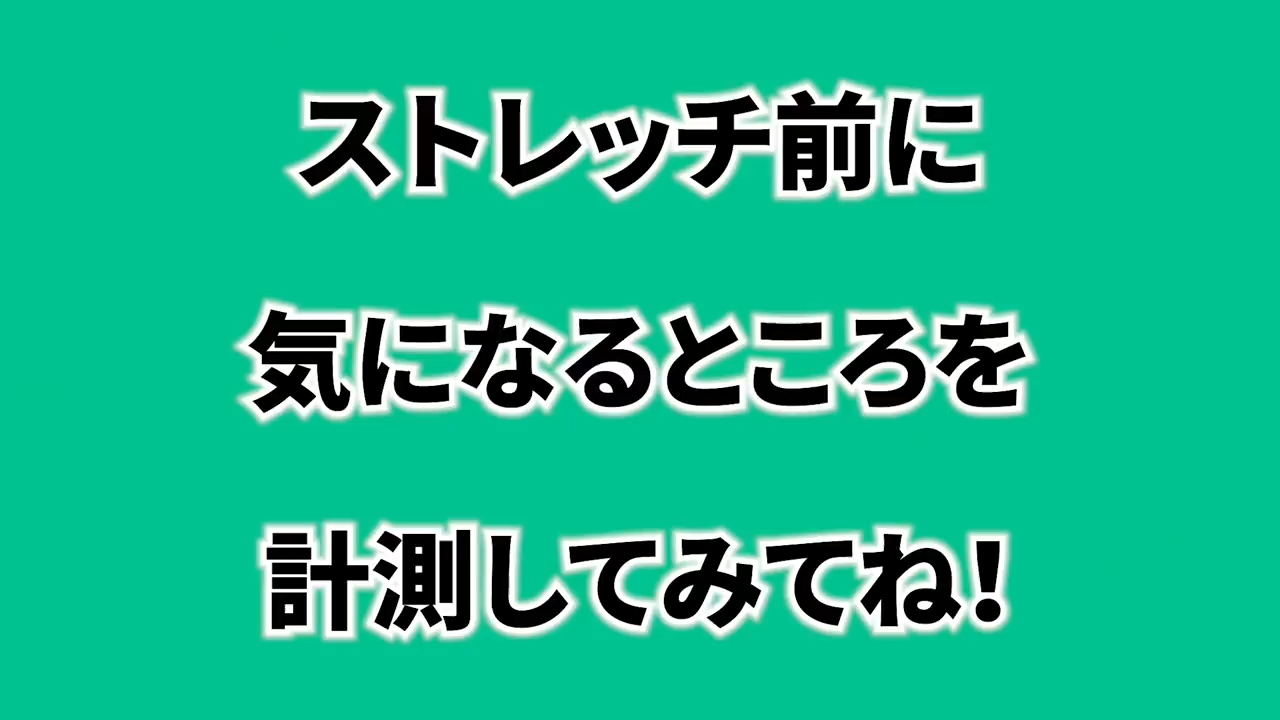 ストレッチ前に
気になるところを
計測してみてね!